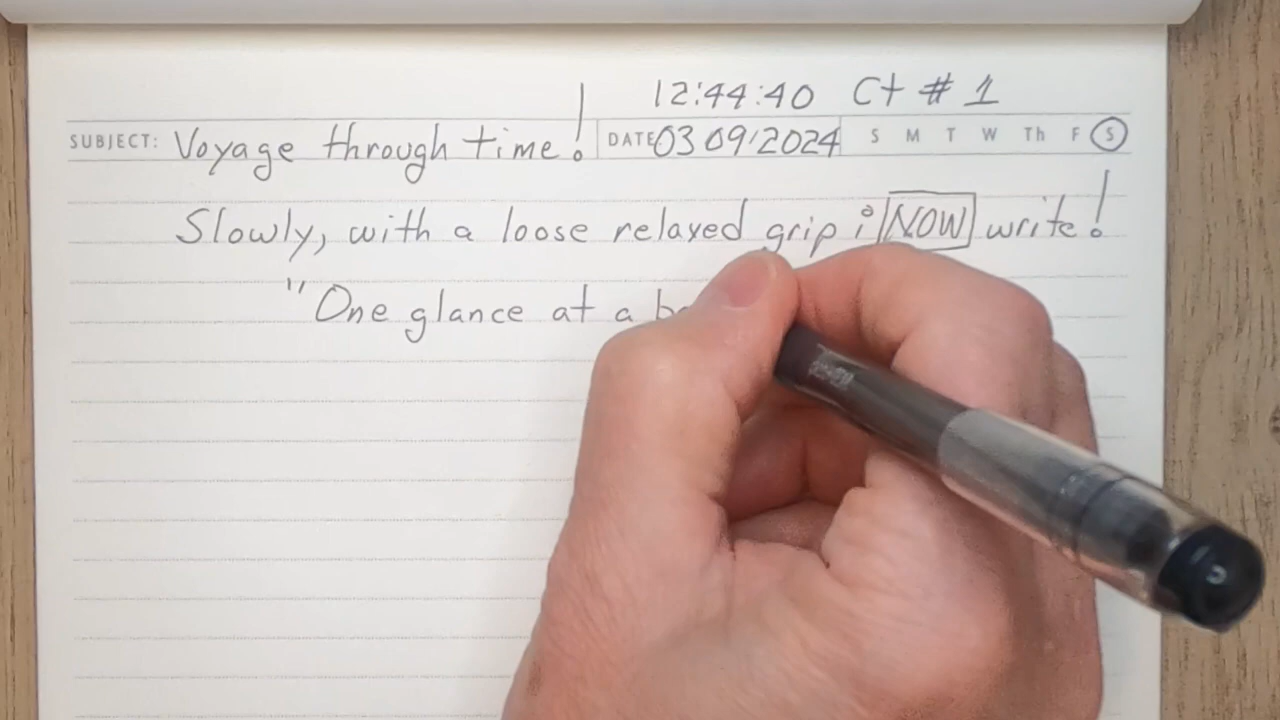 12:44:40 Ct # 1
SUBJECT: Voyage through time! DATE 03 09/2024 S M T W Th F S
Slowly, with a loose relaxed grip; NOW write!
"One glance at a